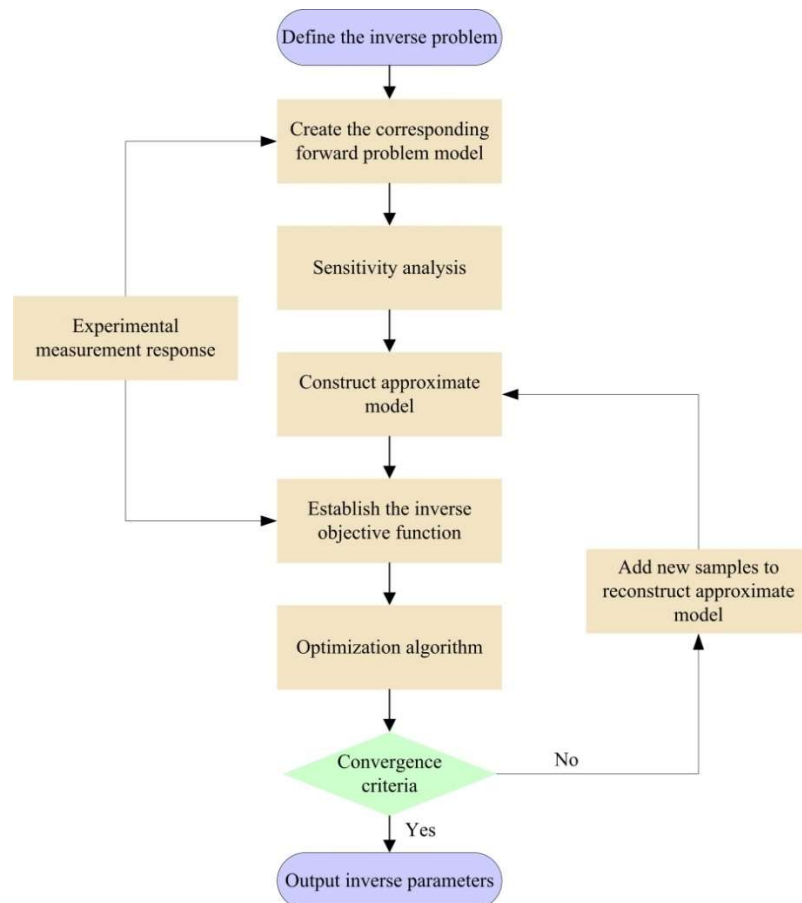 Define the inverse problem
Create the corresponding
forward problem model
Sensitivity analysis
Experimental
measurement response
Construct approximate
model
Establish the inverse
objective function
Add new samples to
reconstruct approximate
model
Optimization algorithm
Convergence
criteria
No
Yes
Output inverse parameters